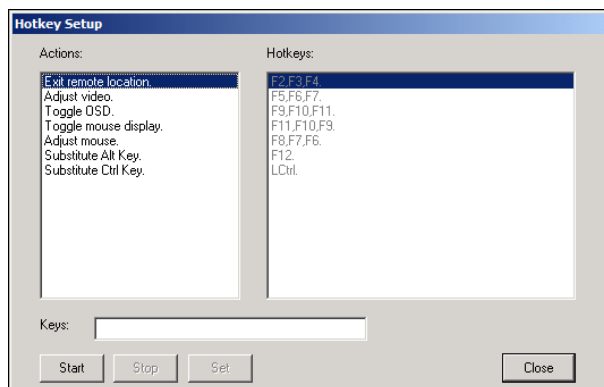 Hotkey Setup
Actions:
Hotkeys:
Exit remote location.
F2,F3,F4.
Adjust video.
F5,F6,F7.
Toggle OSD.
F9,F10,F11.
Toggle mouse display.
F11,F10,F9.
Adjust mouse.
F8,F7,F6.
Substitute Alt Key.
F12.
Substitute Ctrl Key.
LCtrl.
Keys:
Start
Stop
Set
Close